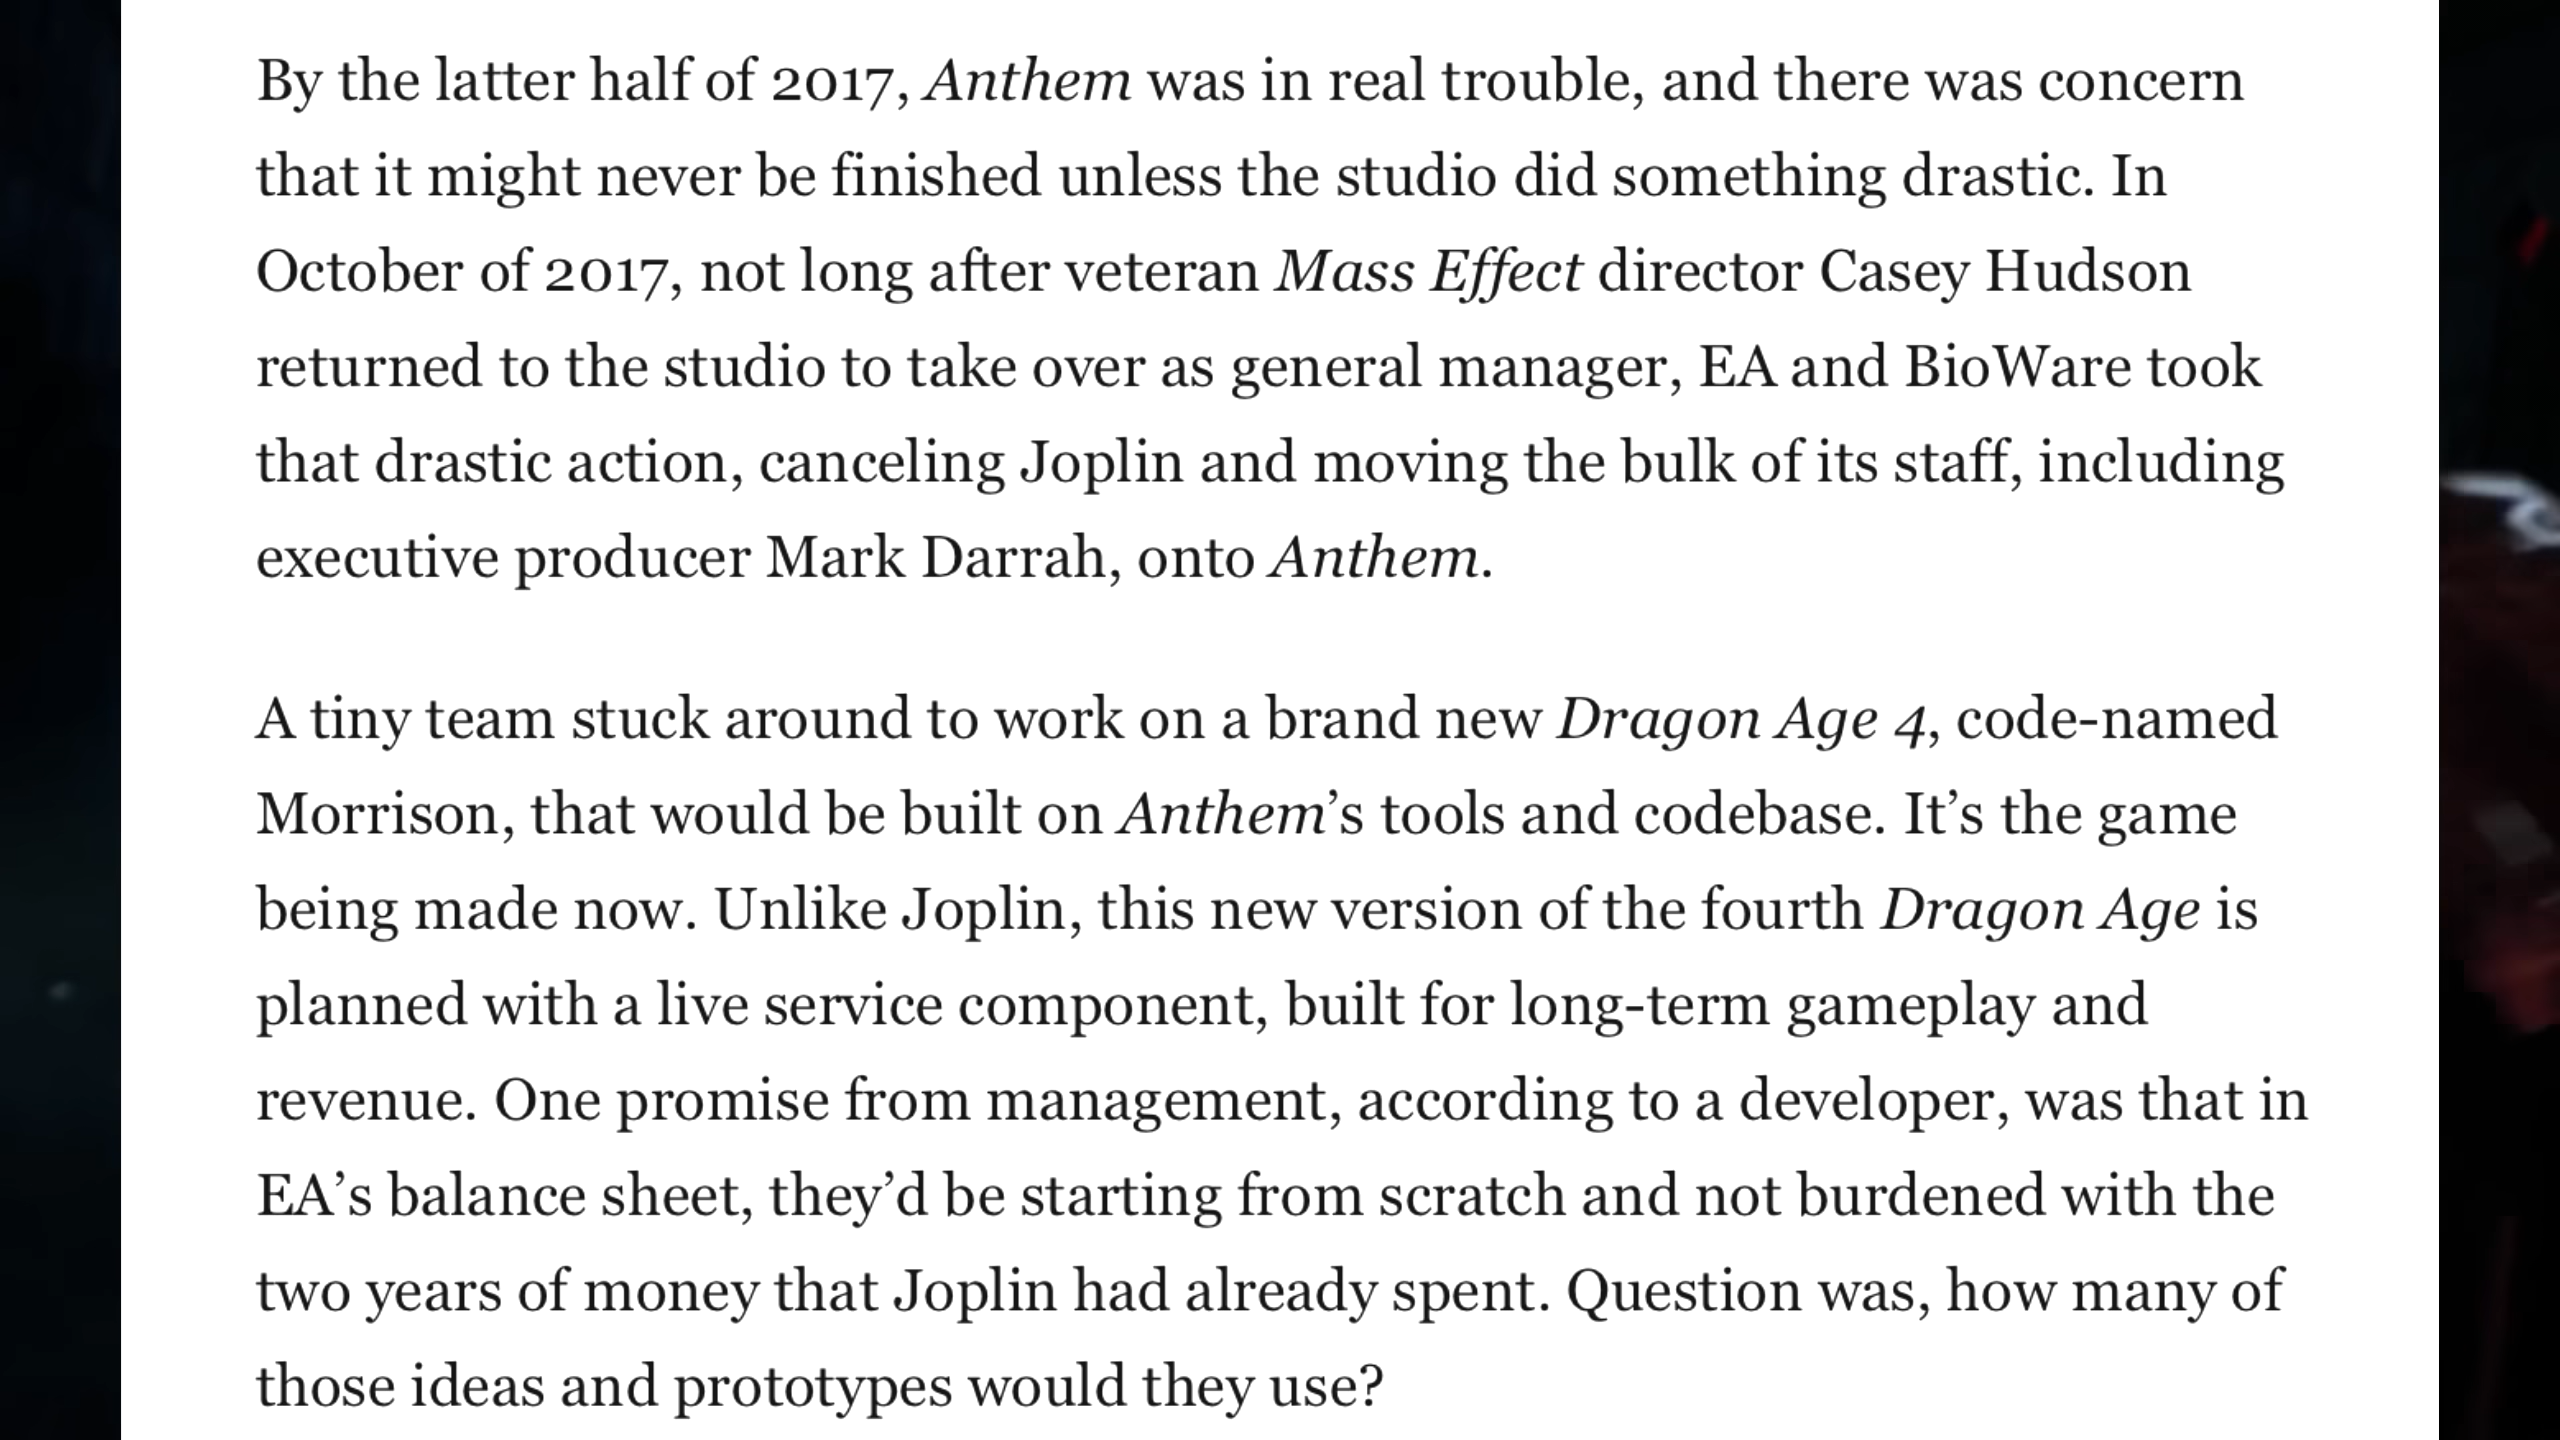 By the latter half of 2017, Anthem was in real trouble, and there was concern
that it might never be finished unless the studio did something drastic. In
October of 2017, not long after veteran Mass Effect director Casey Hudson
returned to the studio to take over as general manager, EA and BioWare took
that drastic action, canceling Joplin and moving the bulk of its staff, including
executive producer Mark Darrah, onto Anthem.
A tiny team stuck around to work on a brand new Dragon Age 4, code-named
Morrison, that would be built on Anthem’s tools and codebase. It’s the game
being made now. Unlike Joplin, this new version of the fourth Dragon Age is
planned with a live service component, built for long-term gameplay and
revenue. One promise from management, according to a developer, was that in
EA’s balance sheet, they’d be starting from scratch and not burdened with the
two years of money that Joplin had already spent. Question was, how many of
those ideas and prototypes would they use?